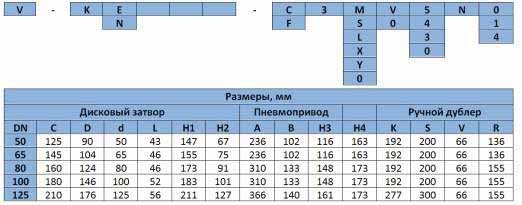 V - K E - C 3 M V 5 N 0
N F S 0 4 1
L 3 4
X 0
Y
0
Размеры, мм
Дисковый затвор Пневмопривод Ручной дублер
DN C D d L H1 H2 A B H3 H4 K S V R
50 125 90 50 43 147 67 236 102 116 163 192 200 66 136
65 145 104 65 46 155 75 236 102 116 163 192 200 66 136
80 160 124 80 46 173 91 310 133 148 173 192 200 66 155
100 180 146 100 52 183 101 310 133 148 173 192 200 66 155
125 210 176 125 56 211 127 366 140 161 173 277 300 66 155